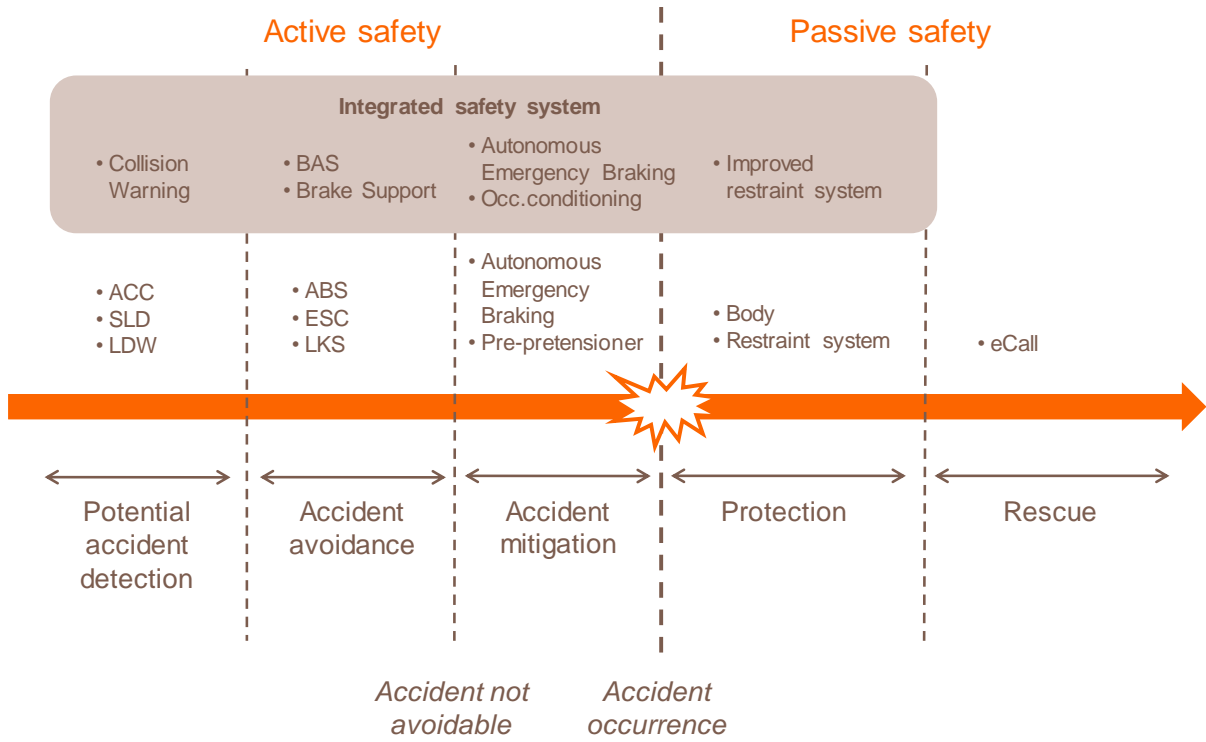 Active safety
Passive safety
Integrated safety system
• Collision
Warning
• BAS
• Brake Support
• Autonomous
Emergency Braking
• Occ.conditioning
• Improved
restraint system
• ACC
• SLD
• LDW
• ABS
• ESC
• LKS
• Autonomous
Emergency
Braking
• Pre-pretensioner
• Body
• Restraint system
• eCall
Potential
accident
detection
Accident
avoidance
Accident
mitigation
Protection
Rescue
Accident not
avoidable
Accident
occurrence